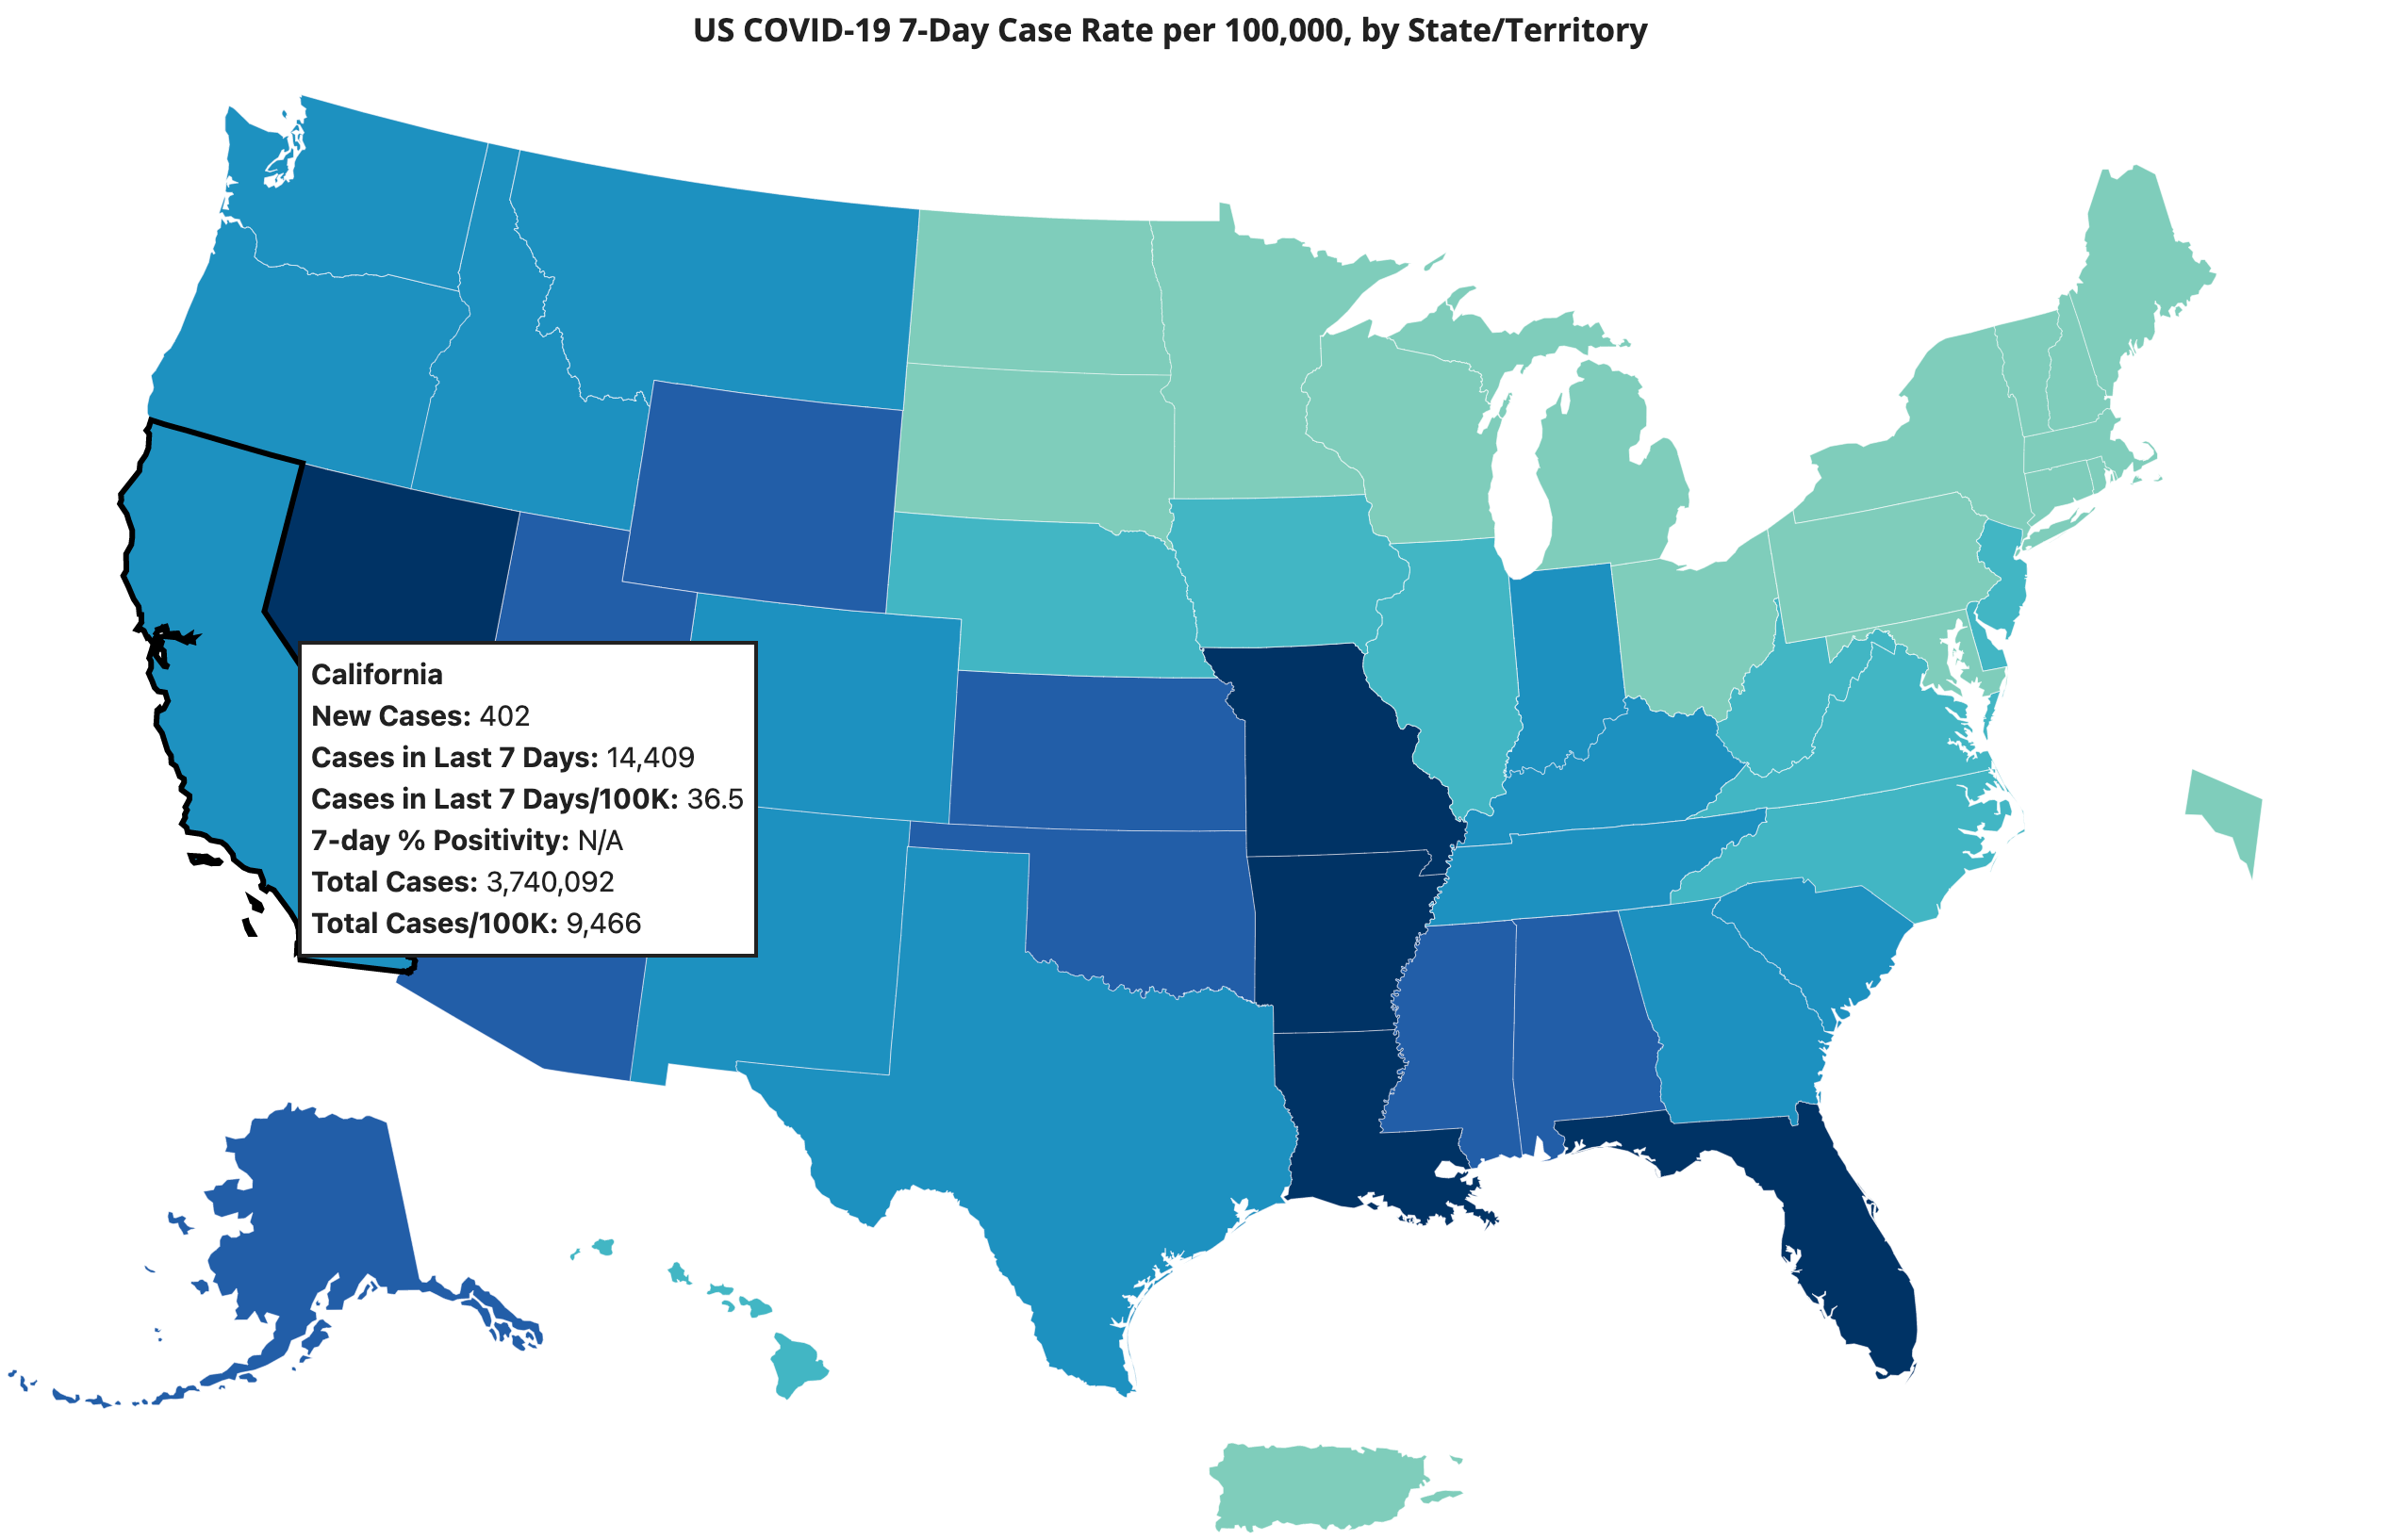 US COVID-19 7-Day Case Rate per 100,000, by State/Territory
California
New Cases: 402
Cases in Last 7 Days: 14,409
Cases in Last 7 Days/100K: 36.5
7-day % Positivity: N/A
Total Cases: 3,740,092
Total Cases/100K: 9,466